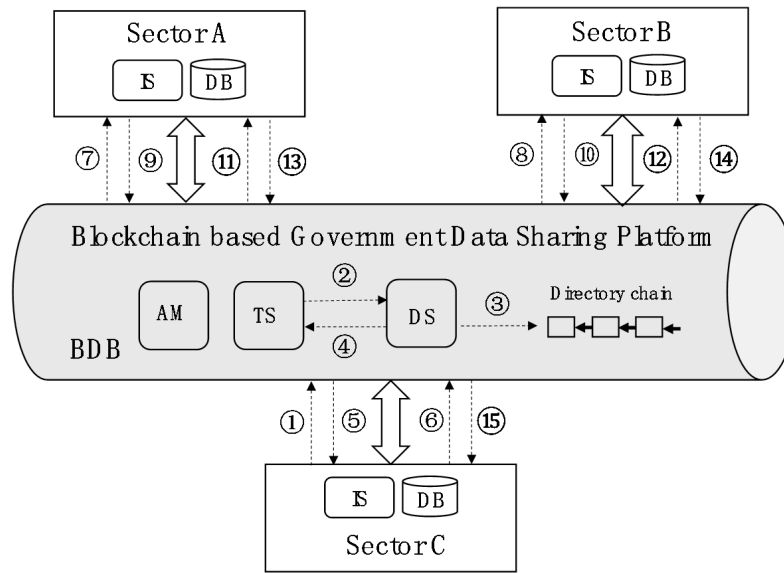 Sector A
IS DB
Sector B
IS DB
⑦ ⑨ ⑪ ⑬
⑧ ⑩ ⑫ ⑭
Blockchain based Government Data Sharing Platform
AM
TS
②
④
DS
③
Directory chain
BDB
① ⑤ ⑥ ⑮
IS DB
Sector C